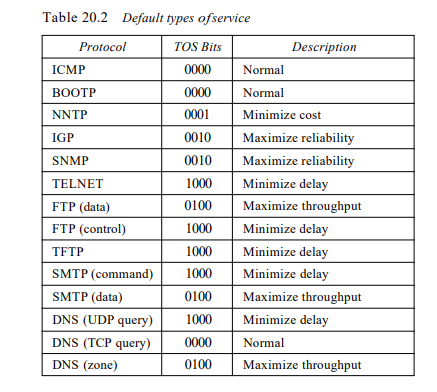 Table 20.2 Default types of service
Protocol TOS Bits Description
ICMP 0000 Normal
BOOTP 0000 Normal
NNTP 0001 Minimize cost
IGP 0010 Maximize reliability
SNMP 0010 Maximize reliability
TELNET 1000 Minimize delay
FTP (data) 0100 Maximize throughput
FTP (control) 1000 Minimize delay
TFTP 1000 Minimize delay
SMTP (command) 1000 Minimize delay
SMTP (data) 0100 Maximize throughput
DNS (UDP query) 1000 Minimize delay
DNS (TCP query) 0000 Normal
DNS (zone) 0100 Maximize throughput